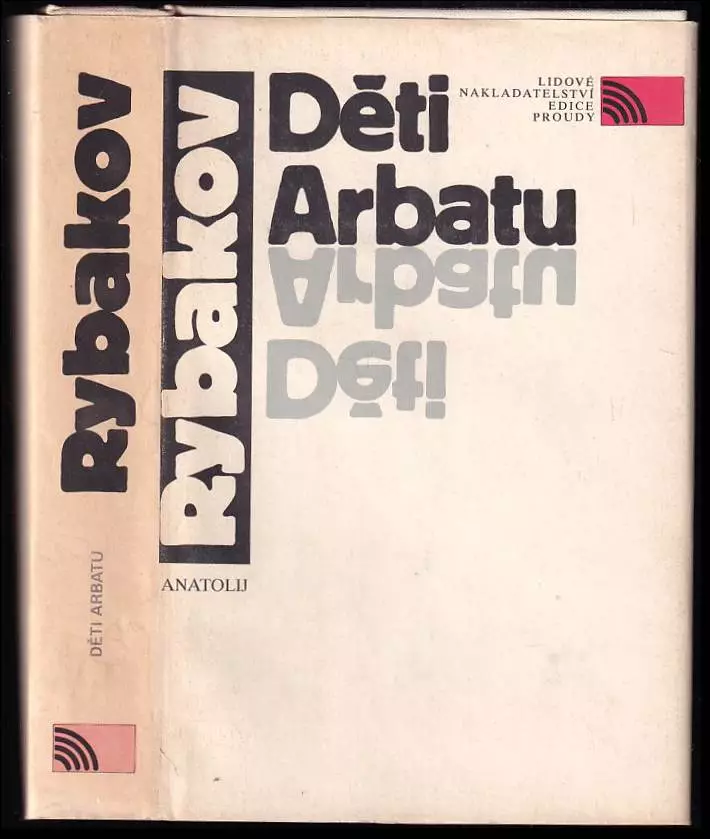 Rybakov
DĚTI ARBATU
Rybakov
ANATOLIJ
Děti
Arbatu
Arbatu
Děti
LIDOVÉ
NAKLADATELSTVÍ
EDICE
PROUDY